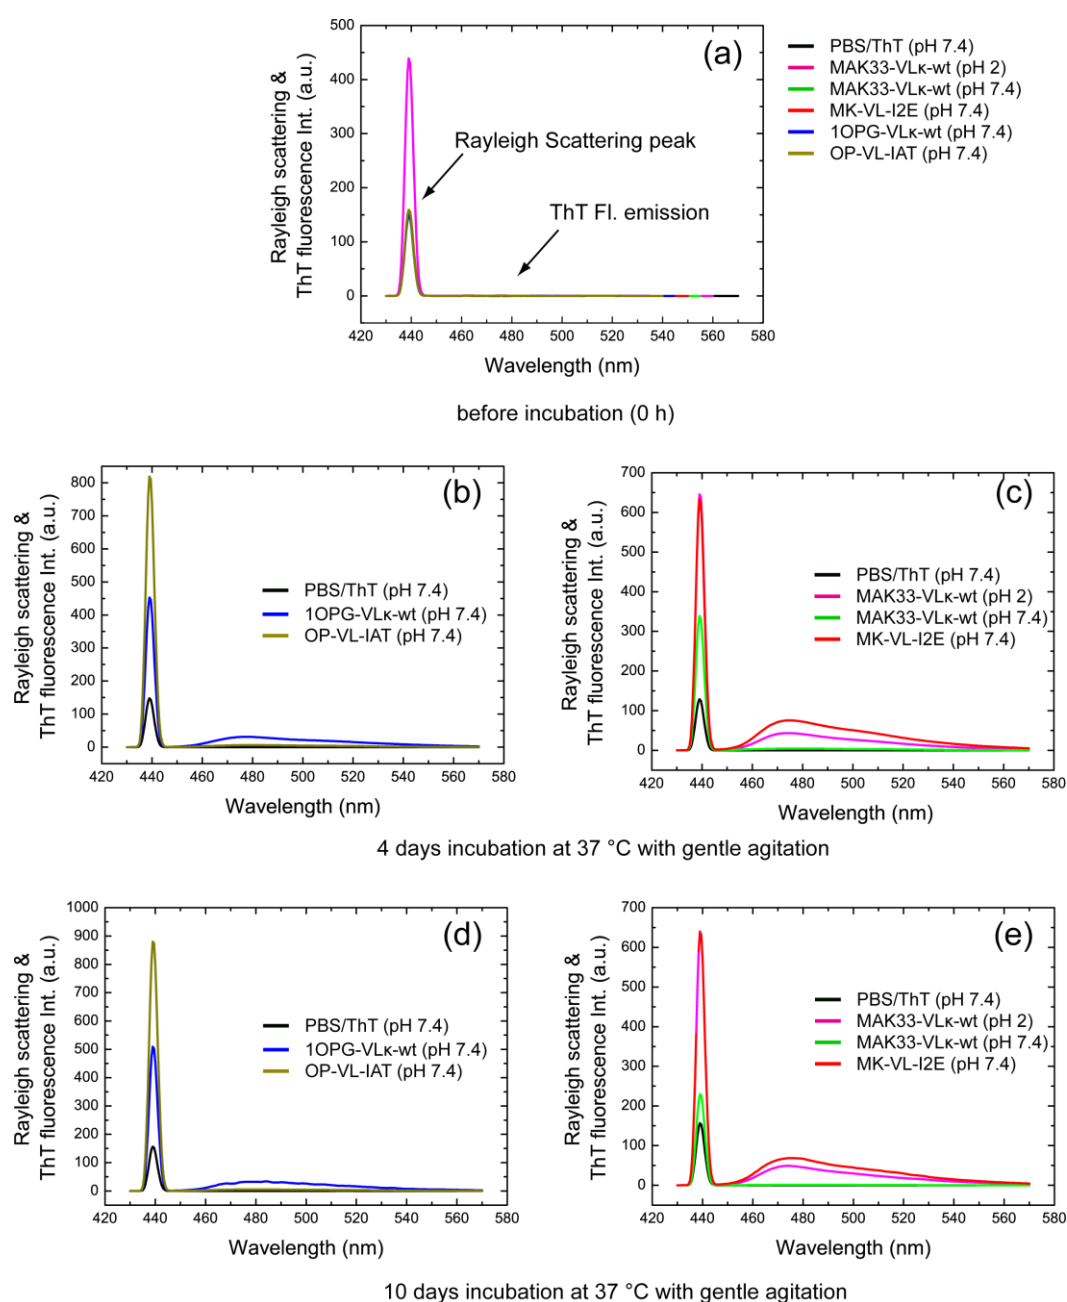 Rayleigh scattering &
ThT fluorescence Int. (a.u.)
500
400
300
200
100
0
(a)
Rayleigh Scattering peak
ThT Fl. emission
PBS/ThT (pH 7.4)
MAK33-VLκ-wt (pH 2)
MAK33-VLκ-wt (pH 7.4)
MK-VL-I2E (pH 7.4)
1OPG-VLκ-wt (pH 7.4)
OP-VL-IAT (pH 7.4)
420 440 460 480 500 520 540 560 580
Wavelength (nm)
before incubation (0 h)
Rayleigh scattering &
ThT fluorescence Int. (a.u.)
800
700
600
500
400
300
200
100
0
(b)
PBS/ThT (pH 7.4)
1OPG-VLκ-wt (pH 7.4)
OP-VL-IAT (pH 7.4)
420 440 460 480 500 520 540 560 580
Wavelength (nm)
Rayleigh scattering &
ThT fluorescence Int. (a.u.)
700
600
500
400
300
200
100
0
(c)
PBS/ThT (pH 7.4)
MAK33-VLκ-wt (pH 2)
MAK33-VLκ-wt (pH 7.4)
MK-VL-I2E (pH 7.4)
420 440 460 480 500 520 540 560 580
Wavelength (nm)
4 days incubation at 37 °C with gentle agitation
Rayleigh scattering &
ThT fluorescence Int. (a.u.)
1000
900
800
700
600
500
400
300
200
100
0
(d)
PBS/ThT (pH 7.4)
1OPG-VLκ-wt (pH 7.4)
OP-VL-IAT (pH 7.4)
420 440 460 480 500 520 540 560 580
Wavelength (nm)
Rayleigh scattering &
ThT fluorescence Int. (a.u.)
700
600
500
400
300
200
100
0
(e)
PBS/ThT (pH 7.4)
MAK33-VLκ-wt (pH 2)
MAK33-VLκ-wt (pH 7.4)
MK-VL-I2E (pH 7.4)
420 440 460 480 500 520 540 560 580
Wavelength (nm)
10 days incubation at 37 °C with gentle agitation